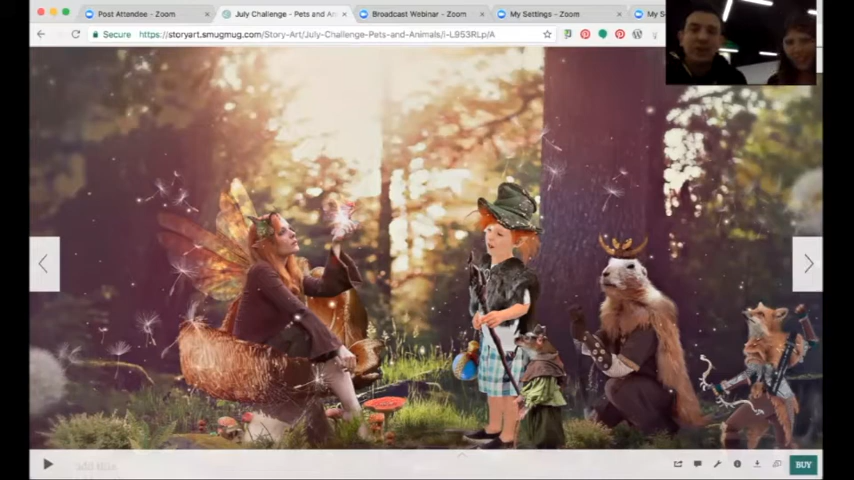 Post Attendee - Zoom
July Challenge - Pets and An
Broadcast Webinar - Zoom
My Settings - Zoom
My S
Secure
https://storyart.smugmug.com/Story-Art/July-Challenge-Pets-and-Animals/i-L953RLp/A
BUY